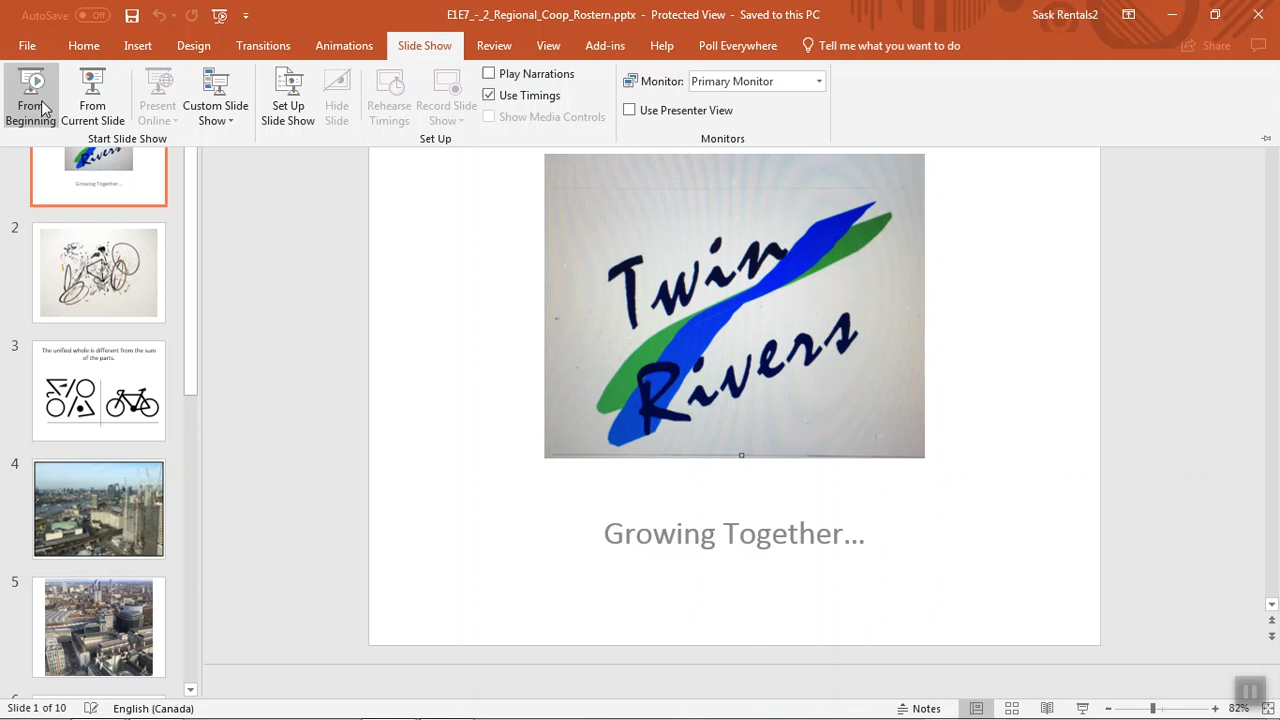 AutoSave Off
E1E7_-_2_Regional_Coop_Rostern.pptx - Protected View - Saved to this PC
Sask Rentals2
File Home Insert Design Transitions Animations Slide Show Review View Add-ins Help Poll Everywhere Tell me what you want to do Share
From Beginning
From Current Slide
Present Online
Custom Slide Show
Set Up Slide Show
Hide Slide
Rehearse Timings
Record Slide Show
Play Narrations
Use Timings
Show Media Controls
Monitor: Primary Monitor
Use Presenter View
Start Slide Show
Set Up
Monitors
Rivers
Growing Together...
2
3
The unified whole is different from the sum
of the parts.
4
5
Twin
Rivers
Growing Together...
Slide 1 of 10
English (Canada)
Notes
82%